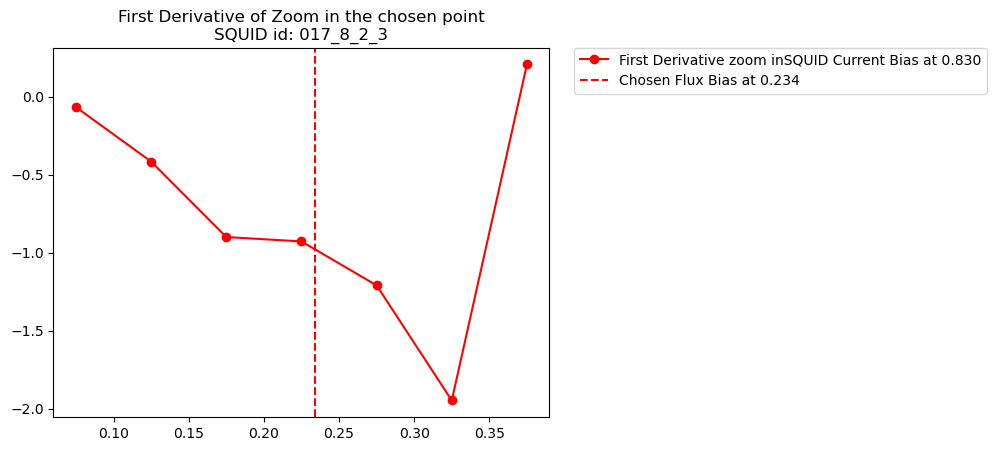 First Derivative of Zoom in the chosen point
SQUID id: 017_8_2_3
First Derivative zoom inSQUID Current Bias at 0.830
Chosen Flux Bias at 0.234
0.0
−0.5
−1.0
−1.5
−2.0
0.10 0.15 0.20 0.25 0.30 0.35